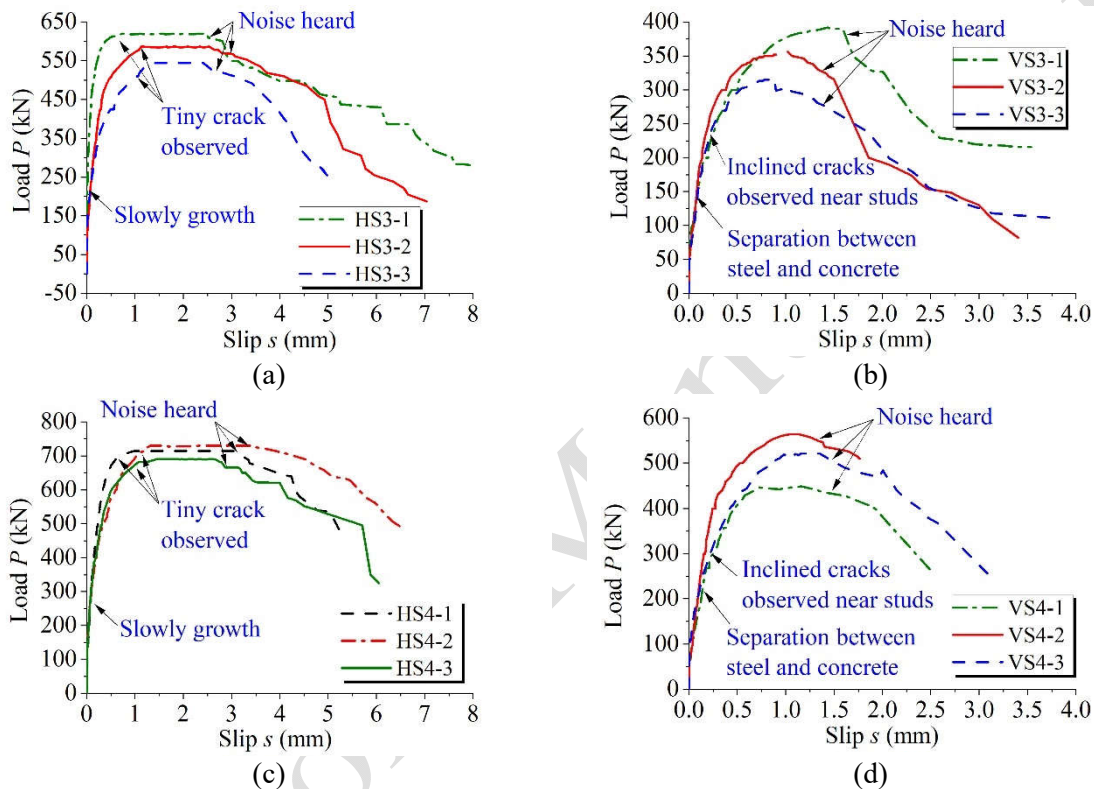 650
550
450
350
250
150
50
-50
Load P (kN)
Noise heard
Tiny crack
observed
Slowly growth
HS3-1
HS3-2
HS3-3
0 1 2 3 4 5 6 7 8
Slip s (mm)
(a)
400
350
300
250
200
150
100
50
0
Load P (kN)
Noise heard
VS3-1
VS3-2
VS3-3
Inclined cracks
observed near studs
Separation between
steel and concrete
0.0 0.5 1.0 1.5 2.0 2.5 3.0 3.5 4.0
Slip s (mm)
(b)
800
700
600
500
400
300
200
100
0
Load P (kN)
Noise heard
Tiny crack
observed
Slowly growth
HS4-1
HS4-2
HS4-3
0 1 2 3 4 5 6 7 8
Slip s (mm)
(c)
600
500
400
300
200
100
0
Load P (kN)
Noise heard
Inclined cracks
observed near studs
Separation between
steel and concrete
VS4-1
VS4-2
VS4-3
0.0 0.5 1.0 1.5 2.0 2.5 3.0 3.5 4.0
Slip s (mm)
(d)